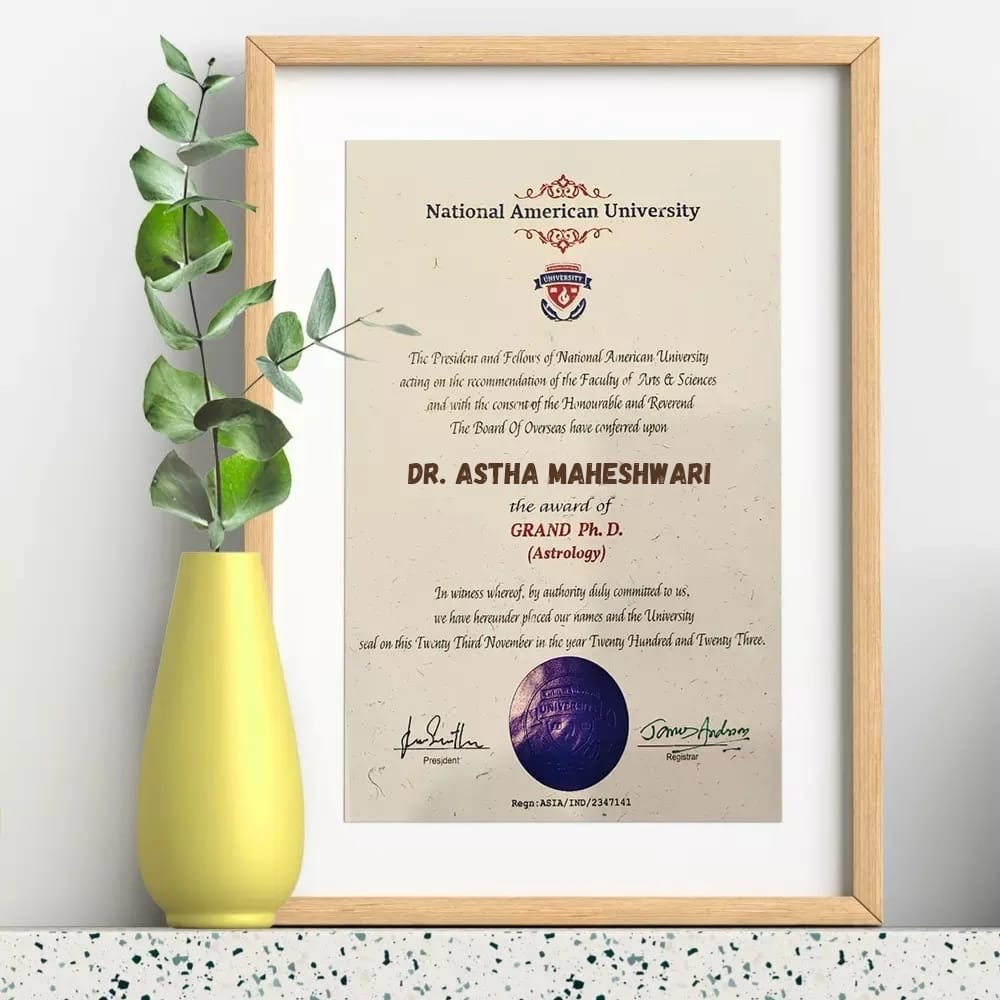 National American University
UNIVERSITY
The President and Fellows of National American University
acting on the recommendation of the Faculty of Arts & Sciences
and with the consent of the Honourable and Reverend
The Board Of Overseas have conferred upon
DR. ASTHA MAHESHWARI
the award of
GRAND Ph. D.
(Astrology)
In witness whereof, by authority duly committed to us,
we have hereunder placed our names and the University
seal on this Twenty Third November in the year Twenty Hundred and Twenty Three.
UNIVERSITY
President
Registrar
Regn:ASIA/IND/2347141